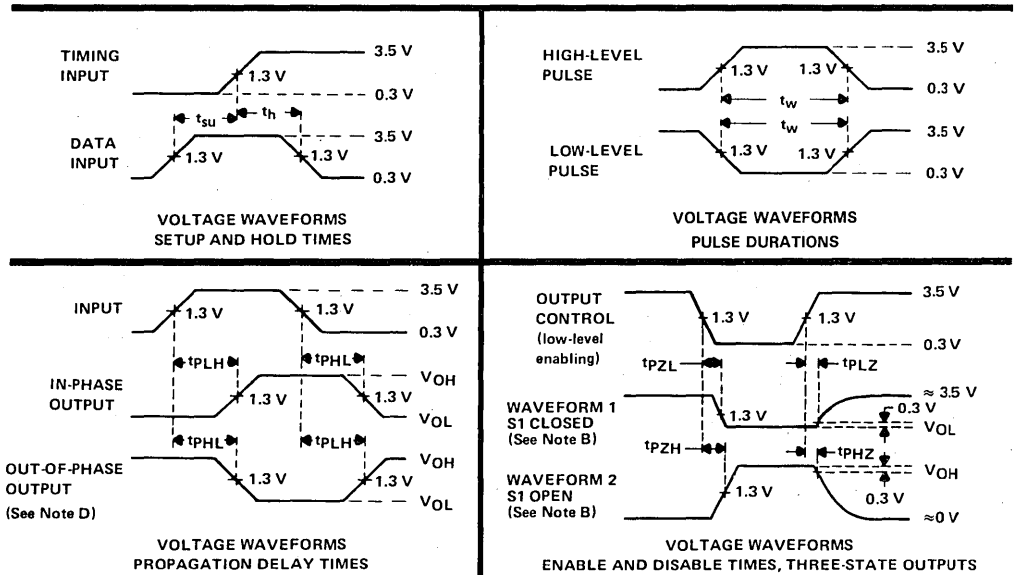 TIMING
INPUT
3.5 V
1.3 V
0.3 V
tsu
th
DATA
INPUT
3.5 V
1.3 V
1.3 V
0.3 V
VOLTAGE WAVEFORMS
SETUP AND HOLD TIMES
HIGH-LEVEL
PULSE
3.5 V
1.3 V
1.3 V
0.3 V
tw
tw
LOW-LEVEL
PULSE
3.5 V
1.3 V
1.3 V
0.3 V
VOLTAGE WAVEFORMS
PULSE DURATIONS
INPUT
3.5 V
1.3 V
1.3 V
0.3 V
tPLH
tPHL
IN-PHASE
OUTPUT
VOH
1.3 V
1.3 V
VOL
tPHL
tPLH
OUT-OF-PHASE
OUTPUT
(See Note D)
VOH
1.3 V
1.3 V
VOL
VOLTAGE WAVEFORMS
PROPAGATION DELAY TIMES
OUTPUT
CONTROL
(low-level
enabling)
3.5 V
1.3 V
1.3 V
0.3 V
tPZL
tPLZ
WAVEFORM 1
S1 CLOSED
(See Note B)
≈ 3.5 V
1.3 V
0.3 V
VOL
tPZH
tPHZ
WAVEFORM 2
S1 OPEN
(See Note B)
VOH
1.3 V
0.3 V
≈0 V
VOLTAGE WAVEFORMS
ENABLE AND DISABLE TIMES, THREE-STATE OUTPUTS